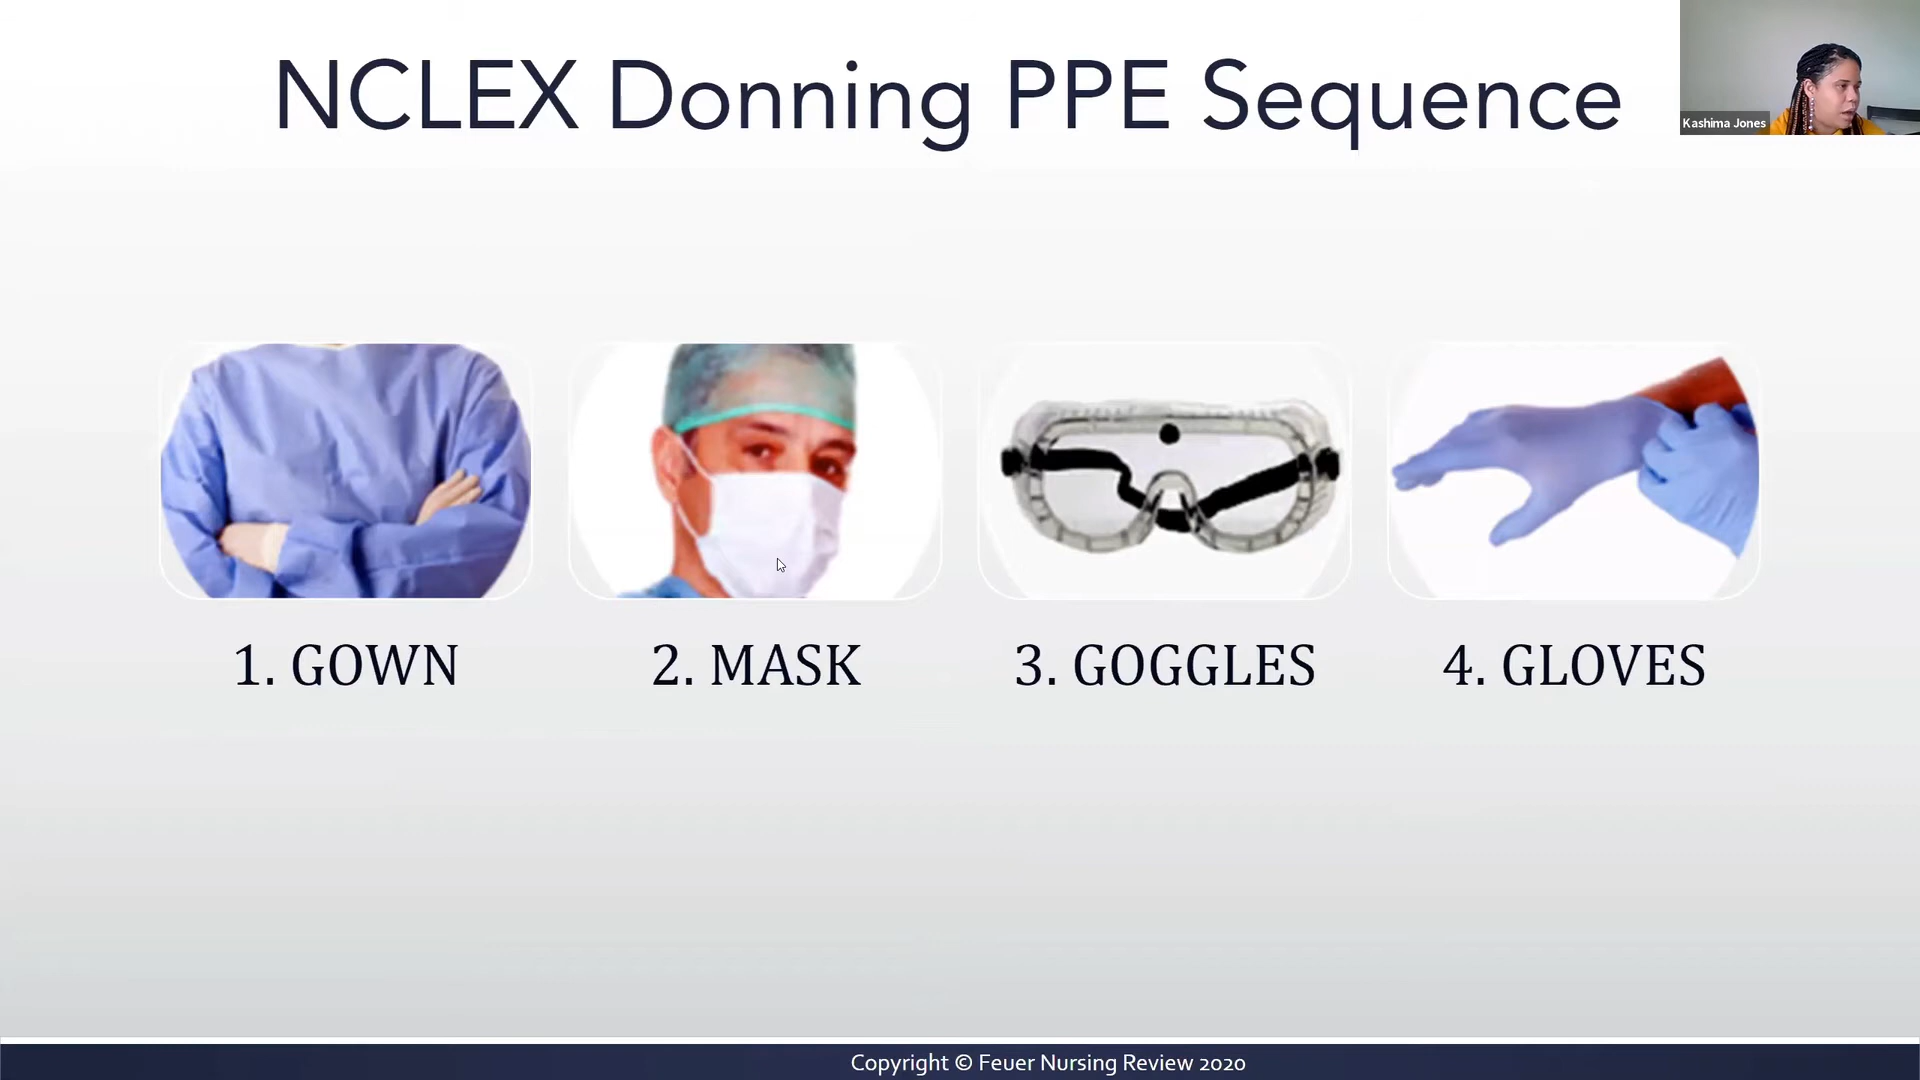 NCLEX Donning PPE Sequence
Kashima Jones
1. GOWN
2. MASK
3. GOGGLES
4. GLOVES
Copyright © Feuer Nursing Review 2020